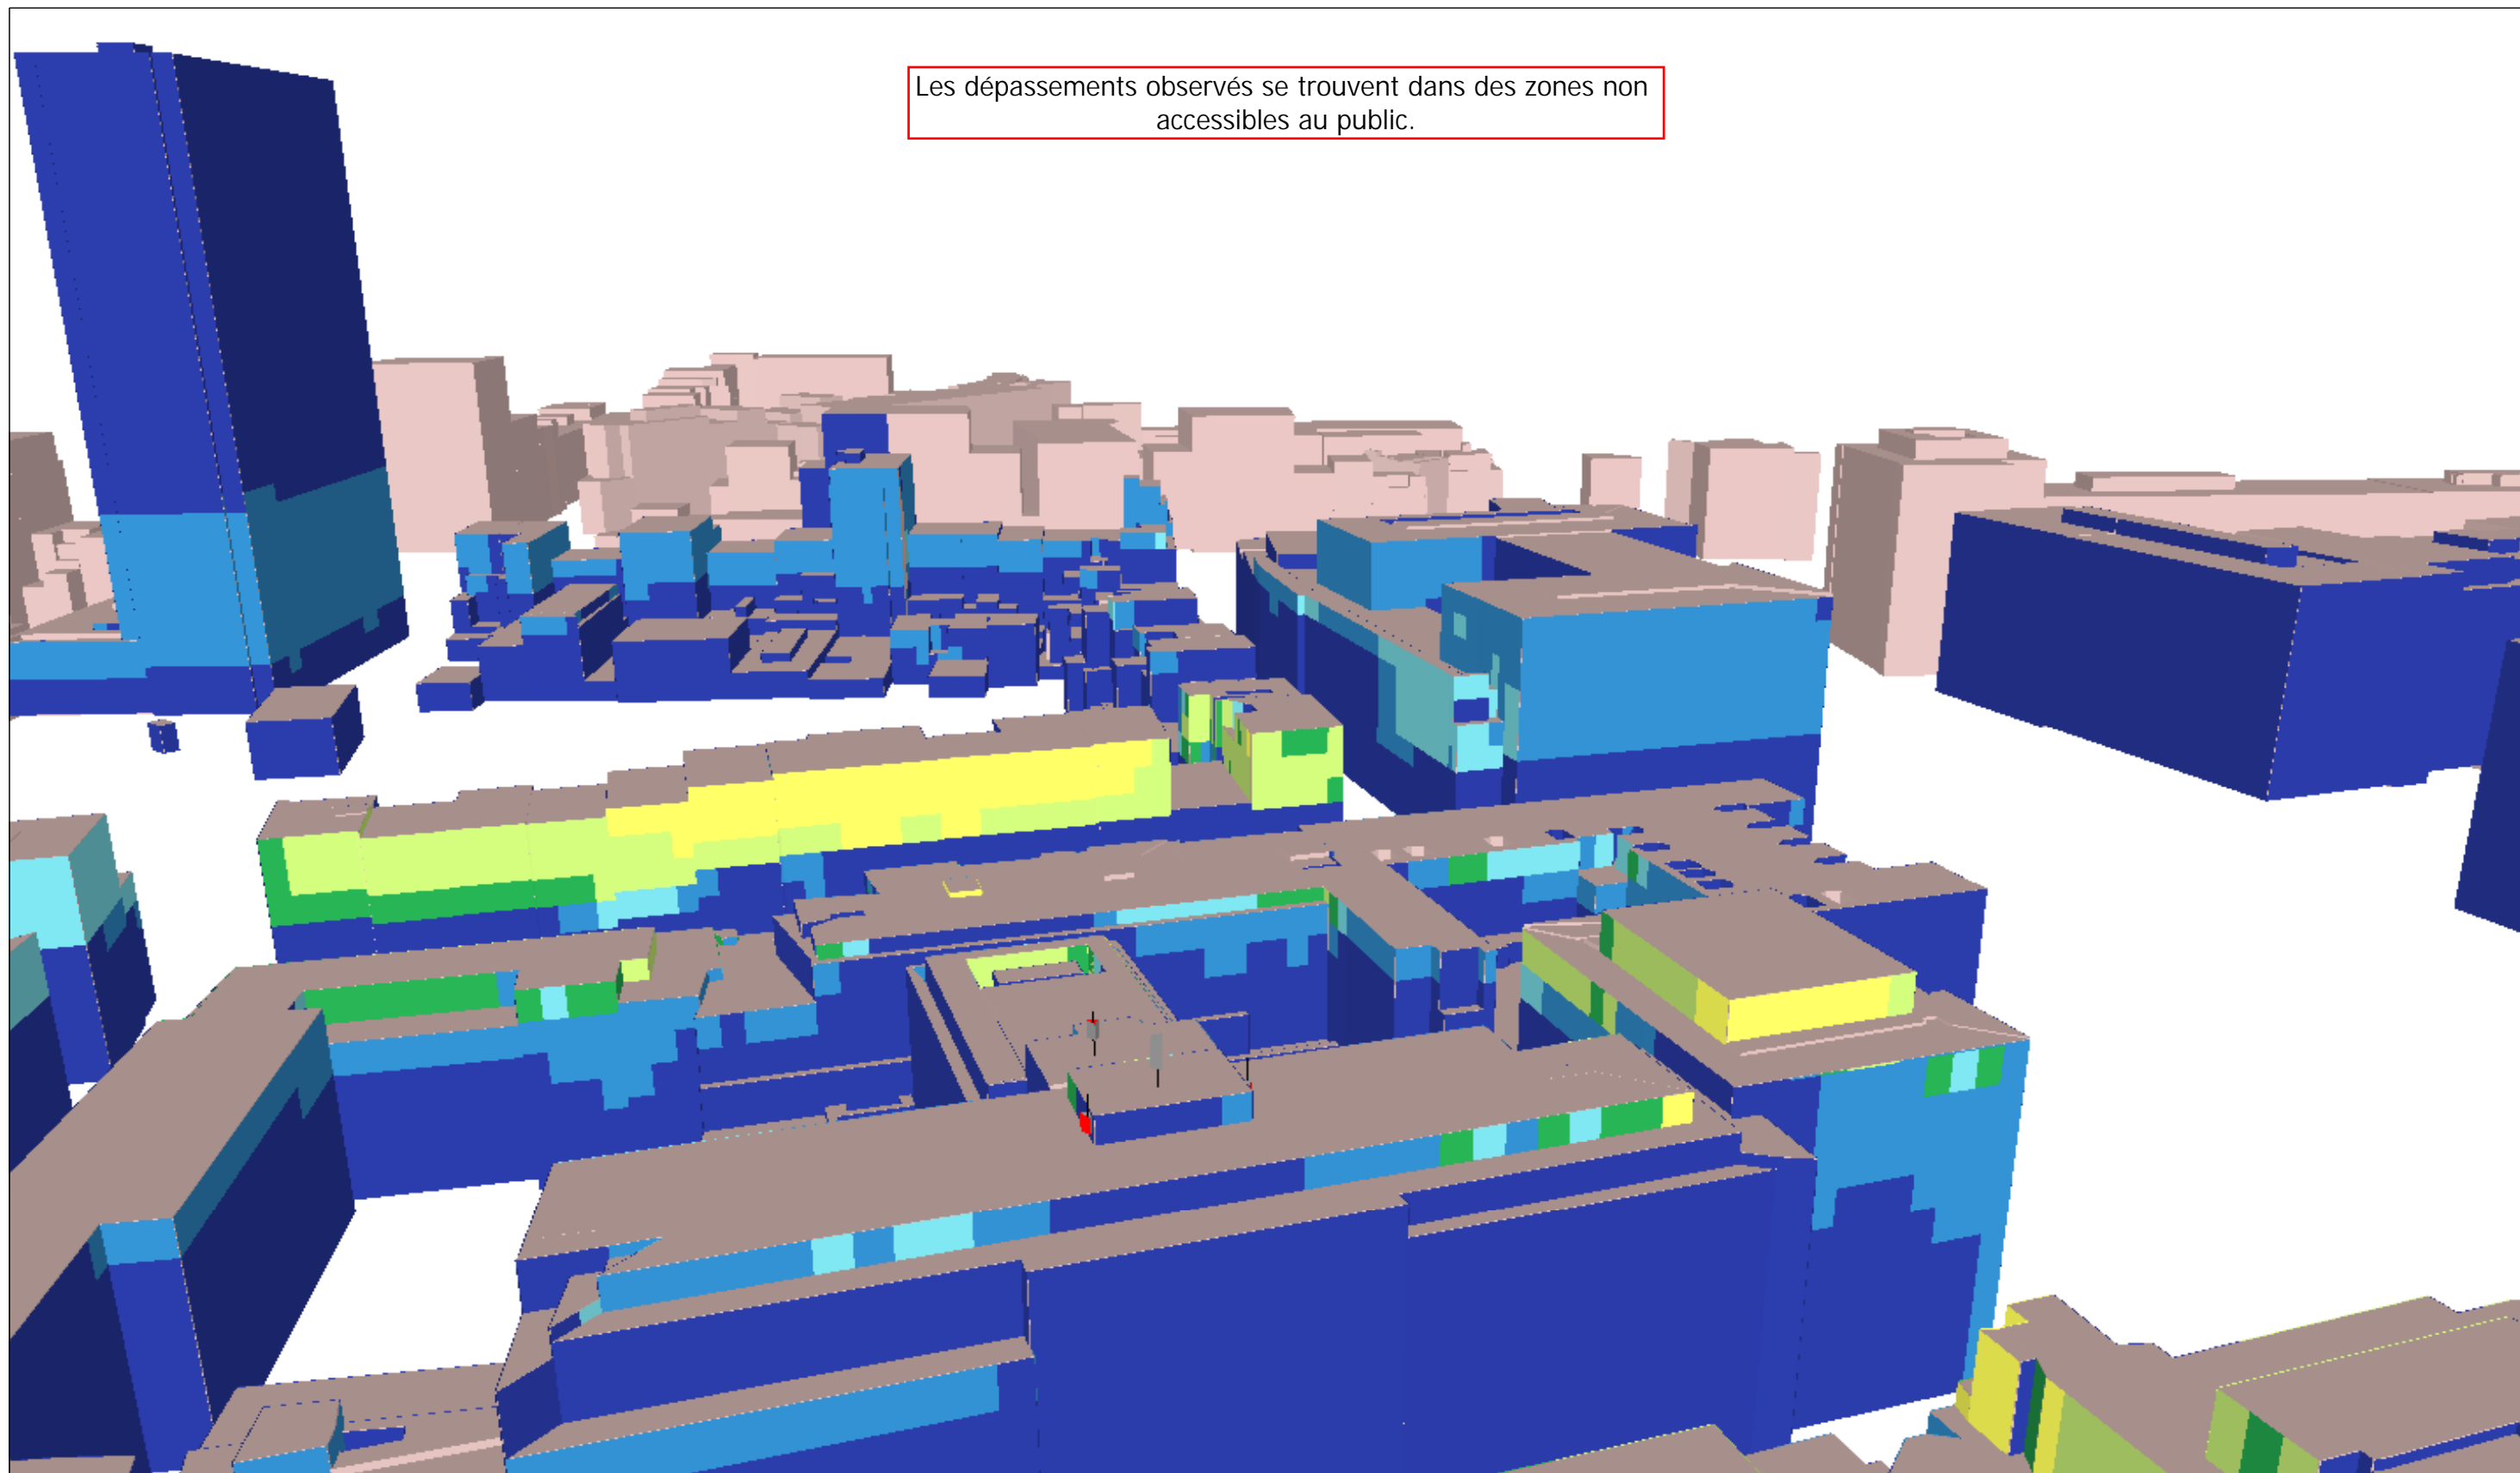 Les dépassements observés se trouvent dans des zones non
accessibles au public.